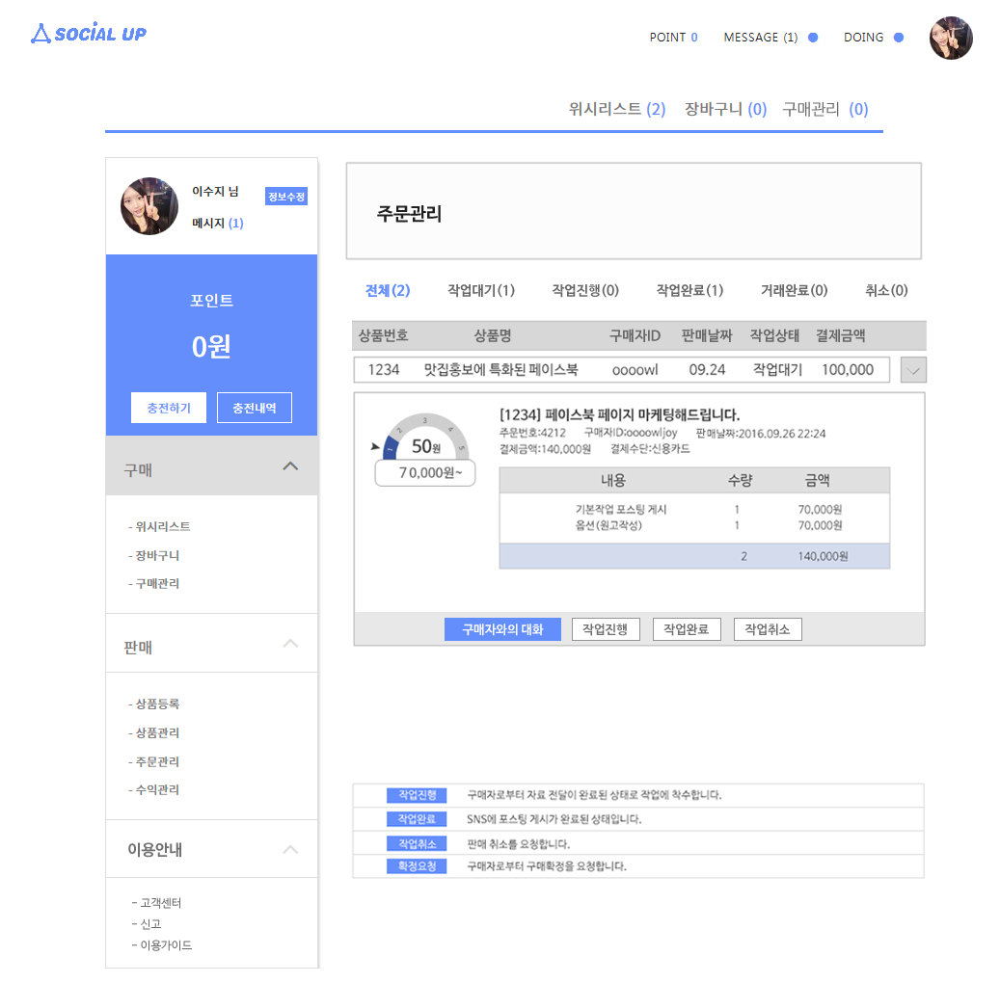 SOCIAL UP
POINT 0 MESSAGE (1) DOING
위시리스트 (2) 장바구니 (0) 구매관리 (0)
이수지 님
정보수정
메시지 (1)
포인트
0원
충전하기 충전내역
구매
- 위시리스트
- 장바구니
- 구매관리
판매
- 상품등록
- 상품관리
- 주문관리
- 수익관리
이용안내
- 고객센터
- 신고
- 이용가이드
주문관리
전체(2) 작업대기(1) 작업진행(0) 작업완료(1) 거래완료(0) 취소(0)
상품번호 상품명 구매자ID 판매날짜 작업상태 결제금액
1234 맛집홍보에 특화된 페이스북 oooowl 09.24 작업대기 100,000
1 2 3 4 5
50원
70,000원~
[1234] 페이스북 페이지 마케팅해드립니다.
주문번호:4212 구매자ID:oooowljoy 판매날짜:2016.09.26 22:24
결제금액:140,000원 결제수단:신용카드
내용 수량 금액
기본작업 포스팅 게시 1 70,000원
옵션(원고작성) 1 70,000원
2 140,000원
구매자와의 대화 작업진행 작업완료 작업취소
작업진행 구매자로부터 자료 전달이 완료된 상태로 작업에 착수합니다.
작업완료 SNS에 포스팅 게시가 완료된 상태입니다.
작업취소 판매 취소를 요청합니다.
확정요청 구매자로부터 구매확정을 요청합니다.